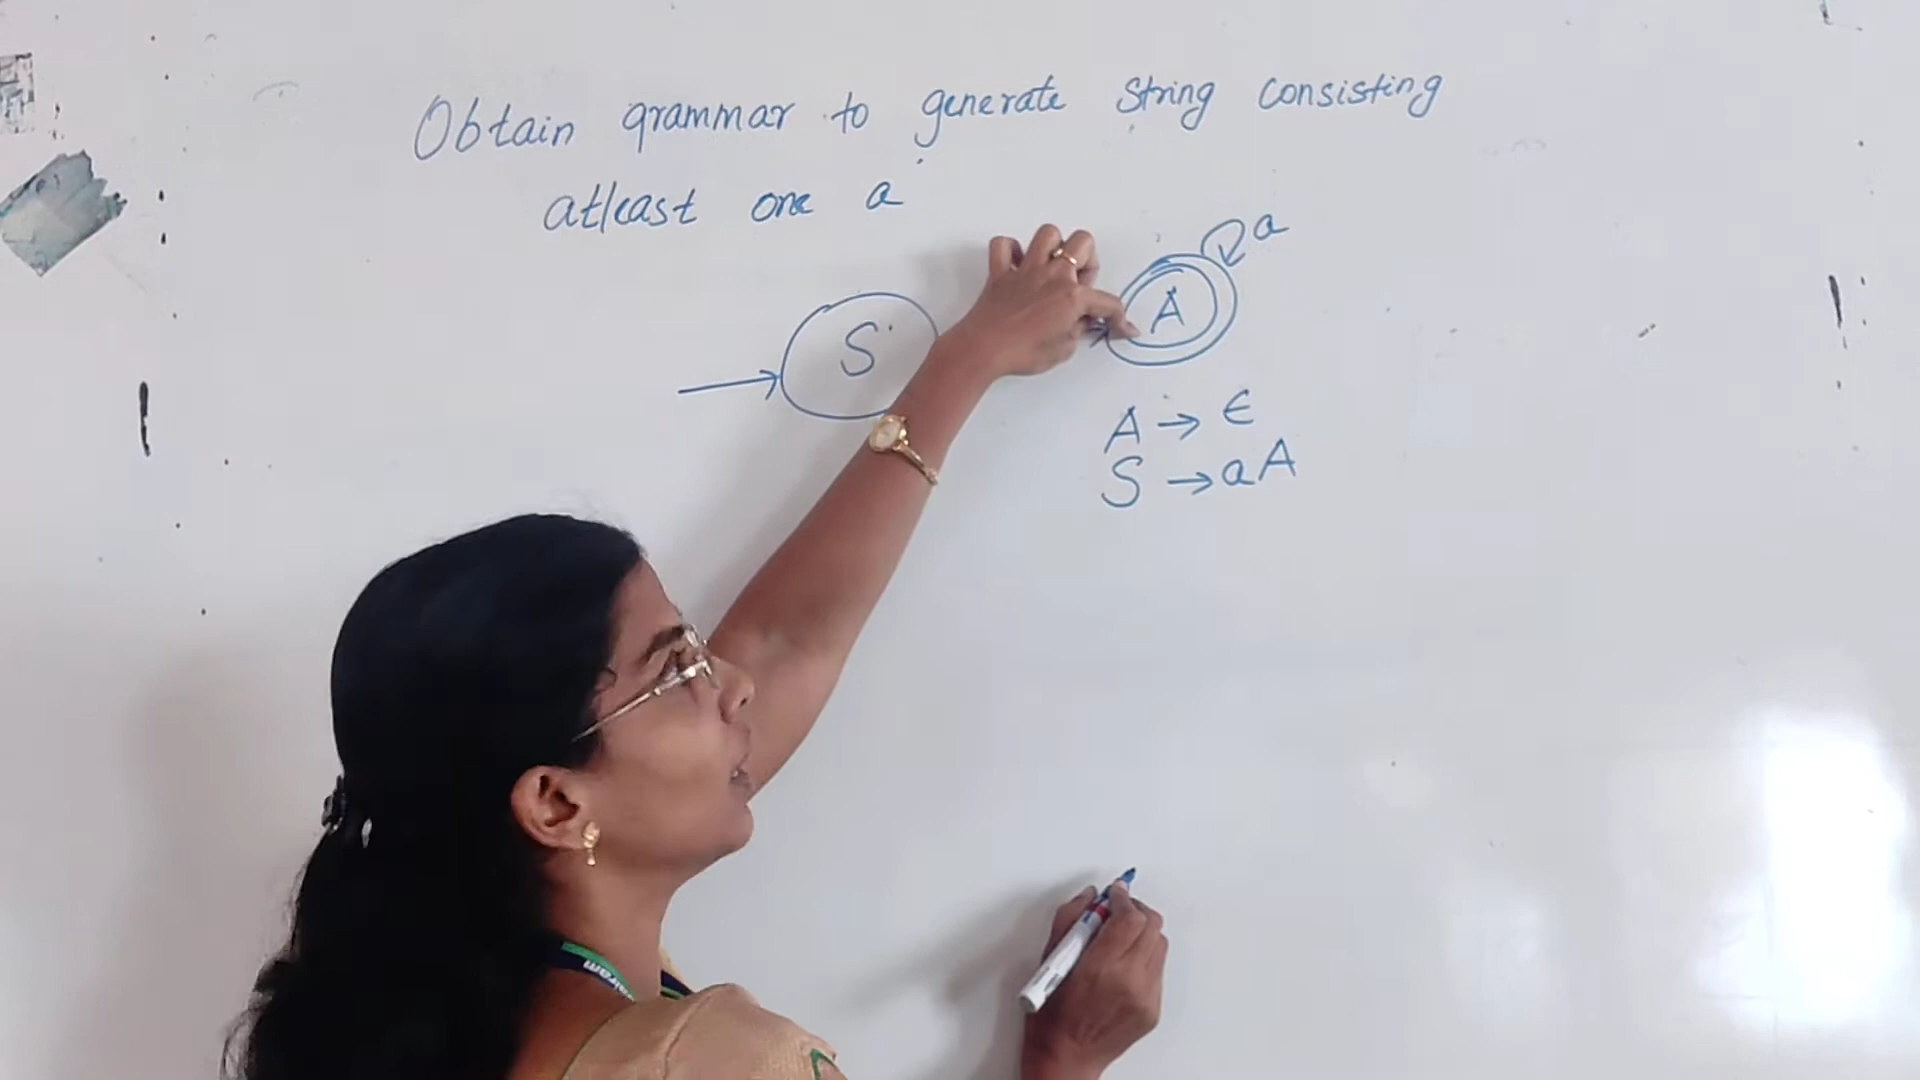 Obtain grammar to generate string consisting
atleast one a
a
S
A
A → ϵ
S → aA